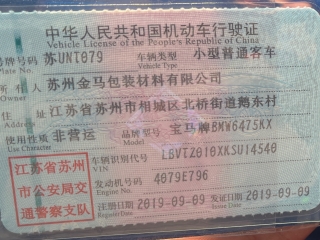 中华人民共和国机动车行驶证
Vehicle License of the People's Republic of China
号牌号码 苏UNT079 车辆类型 小型普通客车
Plate No. Vehicle Type
所有人 苏州金马包装材料有限公司
Owner
住址 江苏省苏州市相城区北桥街道鹅东村
Address
使用性质 非营运 品牌型号 宝马牌BMW6475KX
Use Character Model
江苏省苏州 车辆识别代号 LBVTZ010XKSU14540
VIN
市公安局交 发动机号码 4079E796
Engine No.
通警察支队 注册日期 2019-09-09 发证日期 2019-09-09
Register Date Issue Date